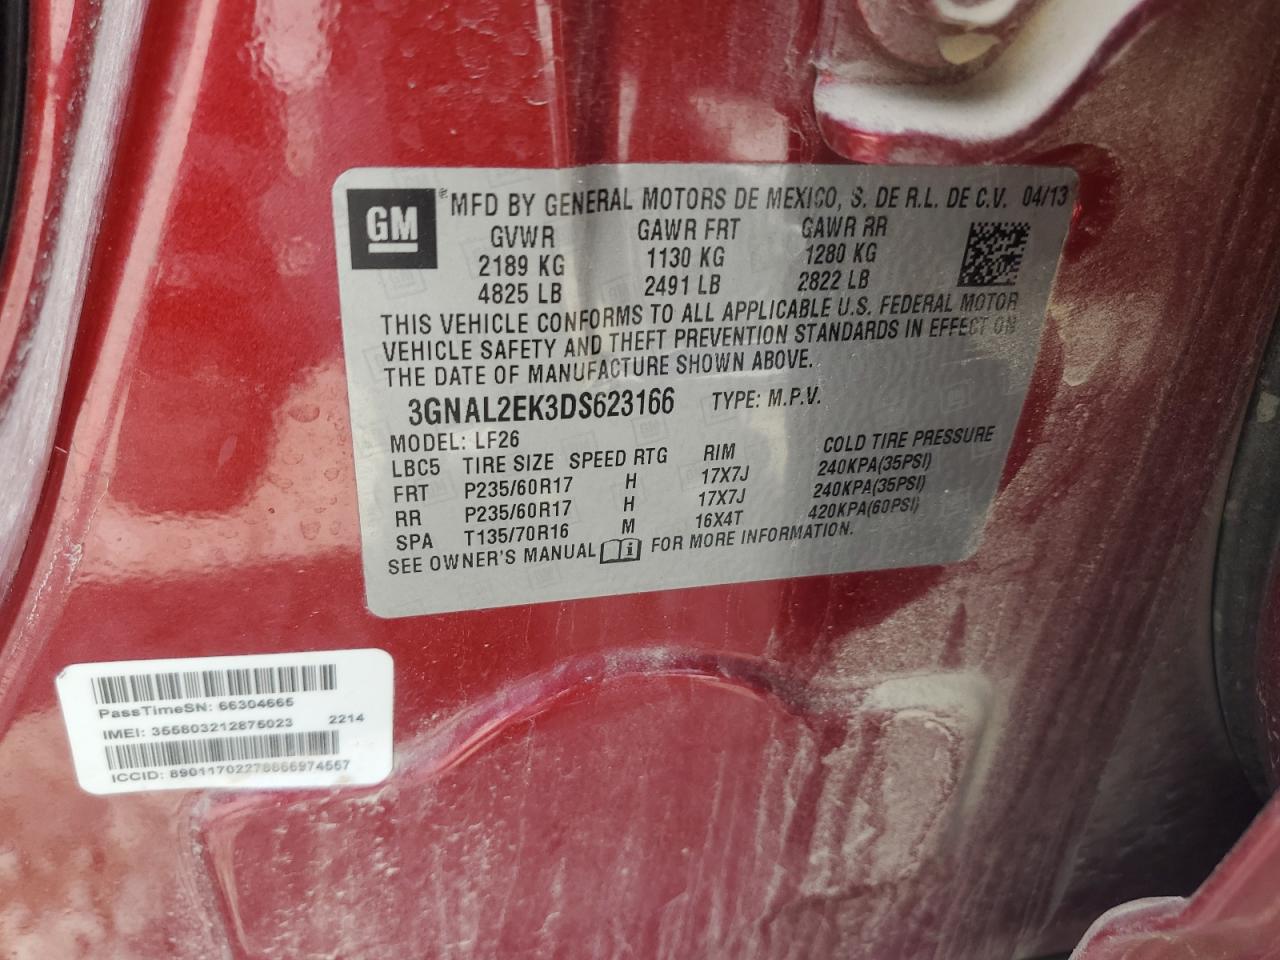 GM
® MFD BY GENERAL MOTORS DE MEXICO, S. DE R.L. DE C.V. 04/13
GVWR GAWR FRT GAWR RR
2189 KG 1130 KG 1280 KG
4825 LB 2491 LB 2822 LB
THIS VEHICLE CONFORMS TO ALL APPLICABLE U.S. FEDERAL MOTOR
VEHICLE SAFETY AND THEFT PREVENTION STANDARDS IN EFFECT ON
THE DATE OF MANUFACTURE SHOWN ABOVE.
3GNAL2EK3DS623166 TYPE: M.P.V.
MODEL: LF26
LBC5 TIRE SIZE SPEED RTG RIM COLD TIRE PRESSURE
FRT P235/60R17 H 17X7J 240KPA(35PSI)
RR P235/60R17 H 17X7J 240KPA(35PSI)
SPA T135/70R16 M 16X4T 420KPA(60PSI)
SEE OWNER'S MANUAL FOR MORE INFORMATION.
PassTimeSN: 66304665
IMEI: 355803212875023 2214
ICCID: 89011702278866974567